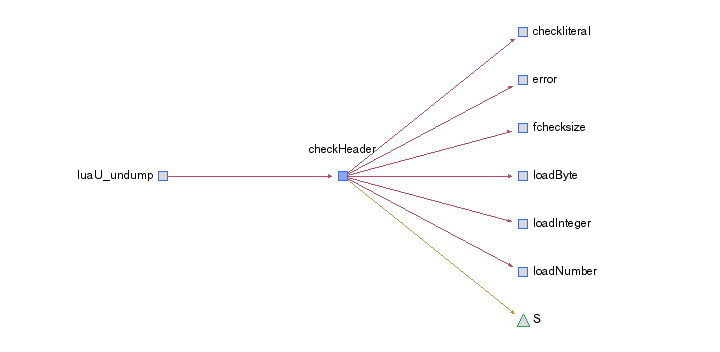 checkliteral
error
fchecksize
checkHeader
luaU_undump
loadByte
loadInteger
loadNumber
S